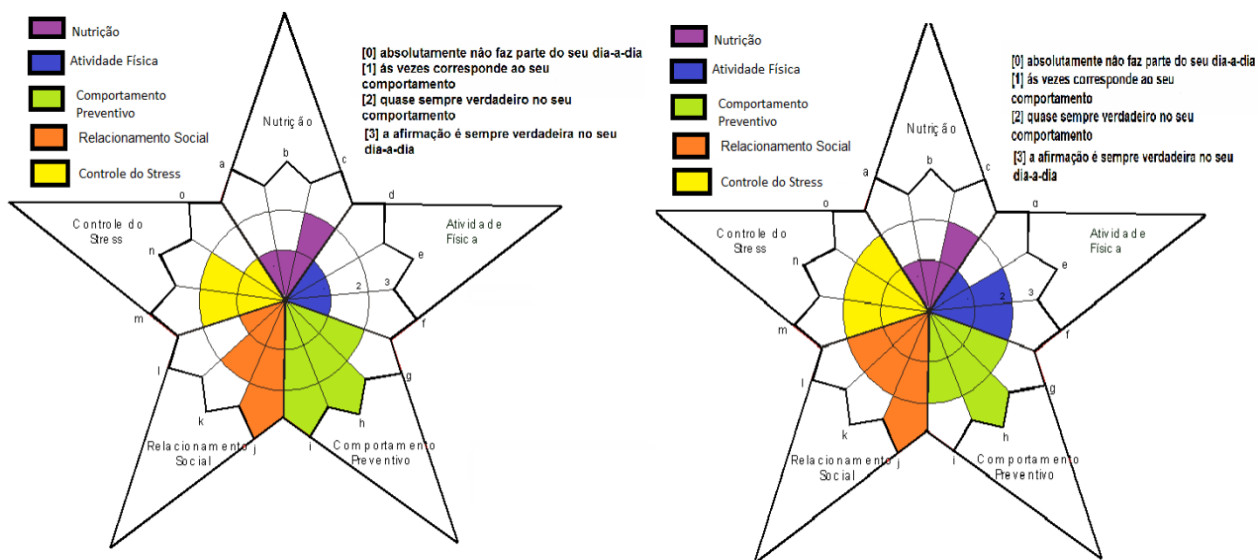 Nutrição
Atividade Física
Comportamento
Preventivo
Relacionamento Social
Controle do Stress
[0] absolutamente não faz parte do seu dia-a-dia
[1] ás vezes corresponde ao seu
comportamento
[2] quase sempre verdadeiro no seu
comportamento
[3] a afirmação é sempre verdadeira no seu
dia-a-dia
Nutrição
a
b
c
d
o
Controle do
Stress
Atividade
Física
n
e
2
3
m
f
l
g
k
h
Relacionamento
Social
j
i
Comportamento
Preventivo
Nutrição
Atividade Física
Comportamento
Preventivo
Relacionamento Social
Controle do Stress
[0] absolutamente não faz parte do seu dia-a-dia
[1] ás vezes corresponde ao seu
comportamento
[2] quase sempre verdadeiro no seu
comportamento
[3] a afirmação é sempre verdadeira no seu
dia-a-dia
Nutrição
a
b
c
o
Controle do
Stress
Atividade
Física
n
e
2
3
m
f
l
g
k
h
Relacionamento
Social
j
i
Comportamento
Preventivo